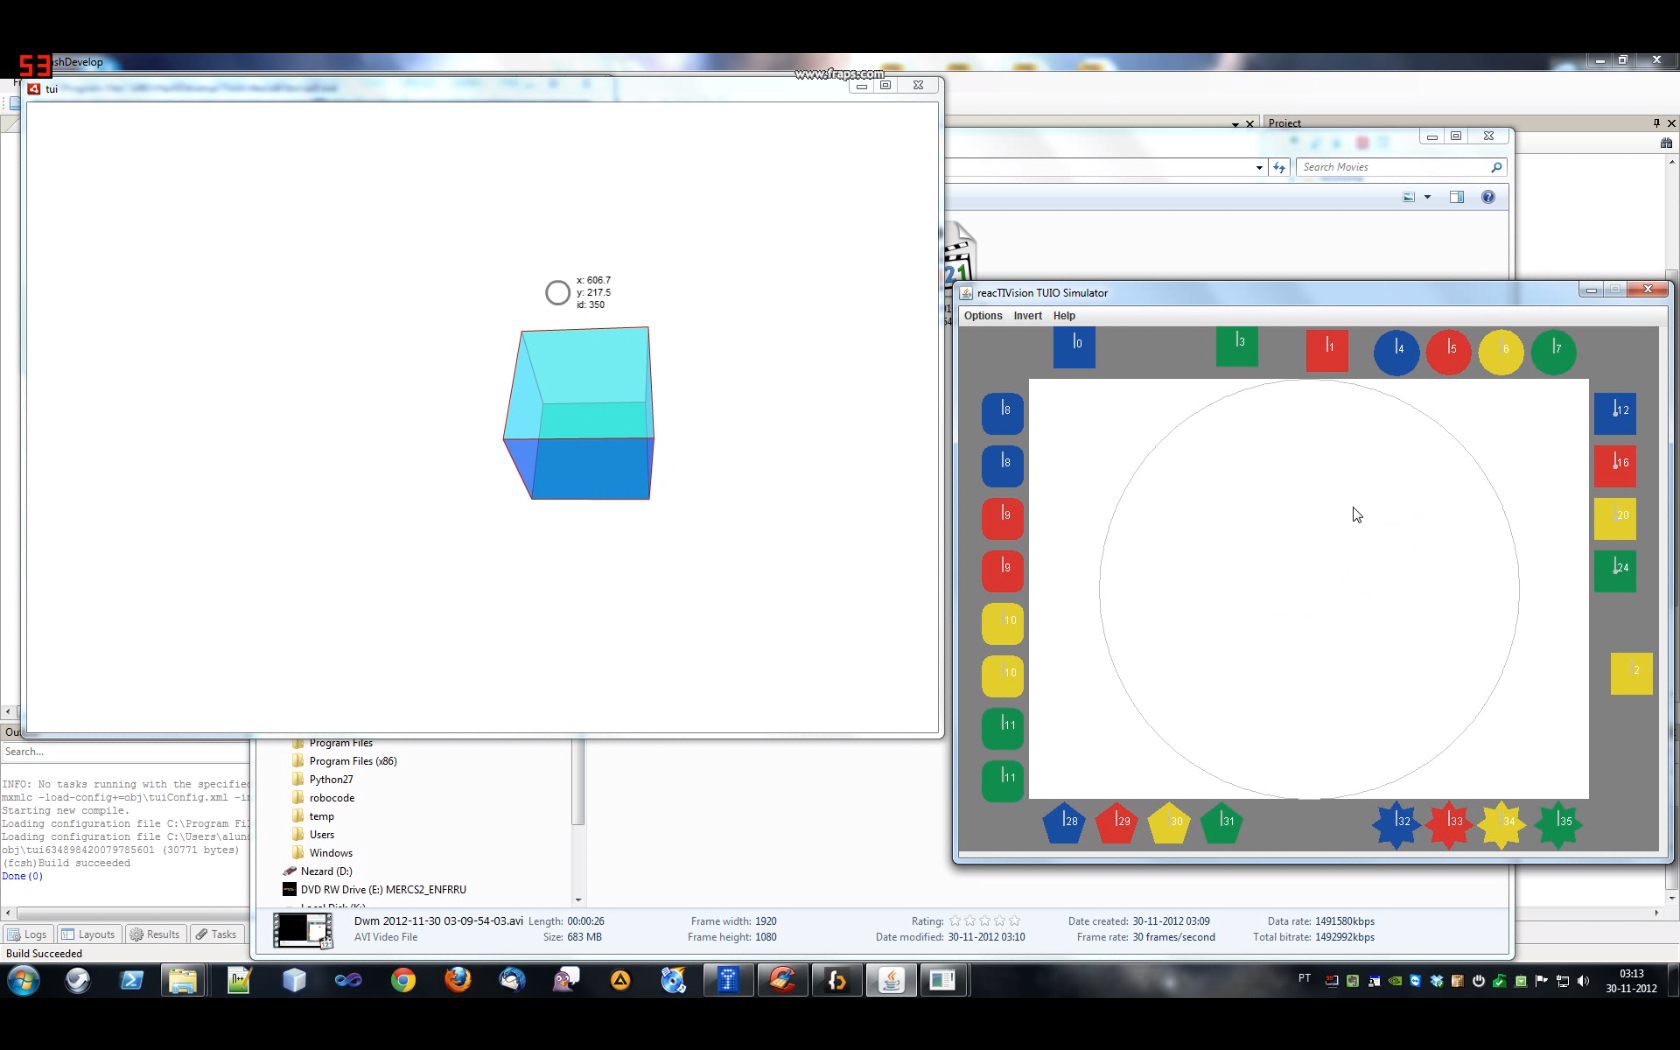 53
shDevelop
www.fraps.com
tui
Project
Search Movies
x: 606.7
y: 217.5
id: 350
21
reacTIVision TUIO Simulator
Options Invert Help
0 3 1 4 5 6 7
8 12
8 16
9 20
9 24
10
10 2
11
11
28 29 30 31 32 33 34 35
Search...
INFO: No tasks running with the specified
mxmlc -load-config+=obj\tuiConfig.xml
Starting new compile.
Loading configuration file C:\Program Fil
Loading configuration file C:\Users\alun
obj\tui634898420079785601 (30771 bytes)
(fcsh)Build succeeded
Done(0)
Logs Layouts Results Tasks
Build Succeeded
Program Files
Program Files (x86)
Python27
robocode
temp
Users
Windows
Nezard (D:)
DVD RW Drive (E:) MERCS2_ENFRRU
Dwm 2012-11-30 03-09-54-03.avi Length: 00:00:26 Frame width: 1920 Rating: Date created: 30-11-2012 03:09 Data rate: 1491580kbps
AVI Video File Size: 683 MB Frame height: 1080 Date modified: 30-11-2012 03:10 Frame rate: 30 frames/second Total bitrate: 1492992kbps
PT
03:13
30-11-2012